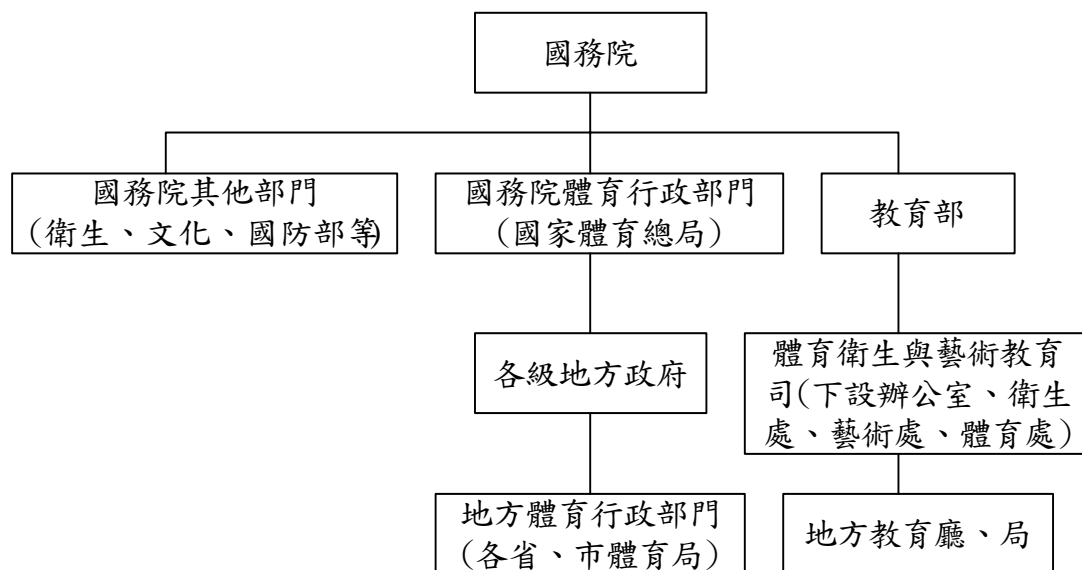 國務院
國務院其他部門
（衛生、文化、國防部等）
國務院體育行政部門
（國家體育總局）
教育部
各級地方政府
體育衛生與藝術教育
司(下設辦公室、衛生
處、藝術處、體育處）
地方體育行政部門
（各省、市體育局）
地方教育廳、局